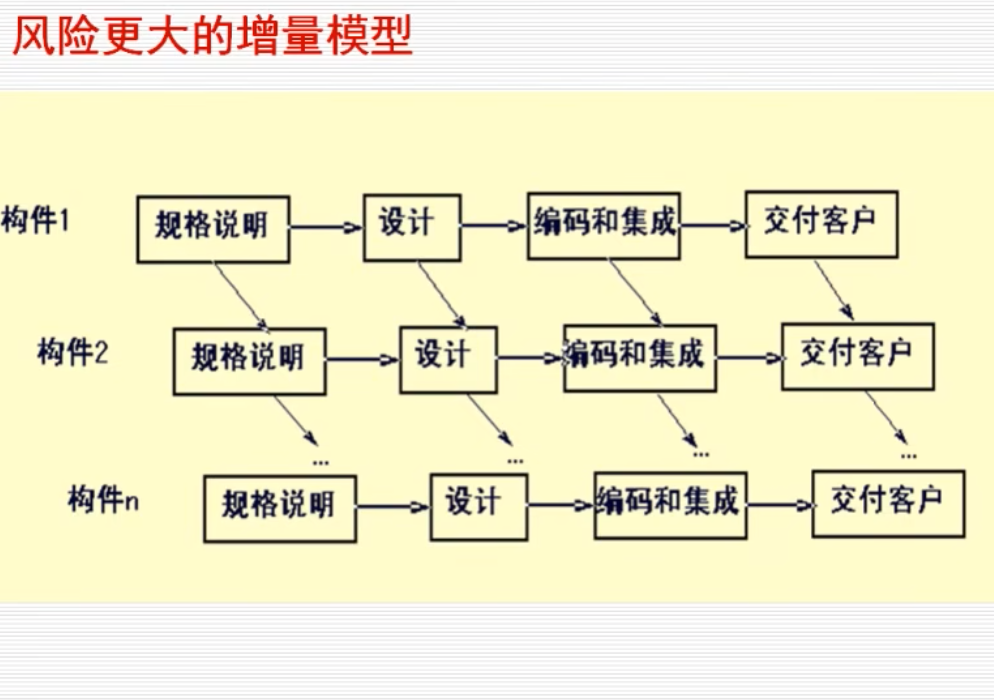 风险更大的增量模型
构件1 规格说明 设计 编码和集成 交付客户
构件2 规格说明 设计 编码和集成 交付客户
... ... ... ...
构件n 规格说明 设计 编码和集成 交付客户